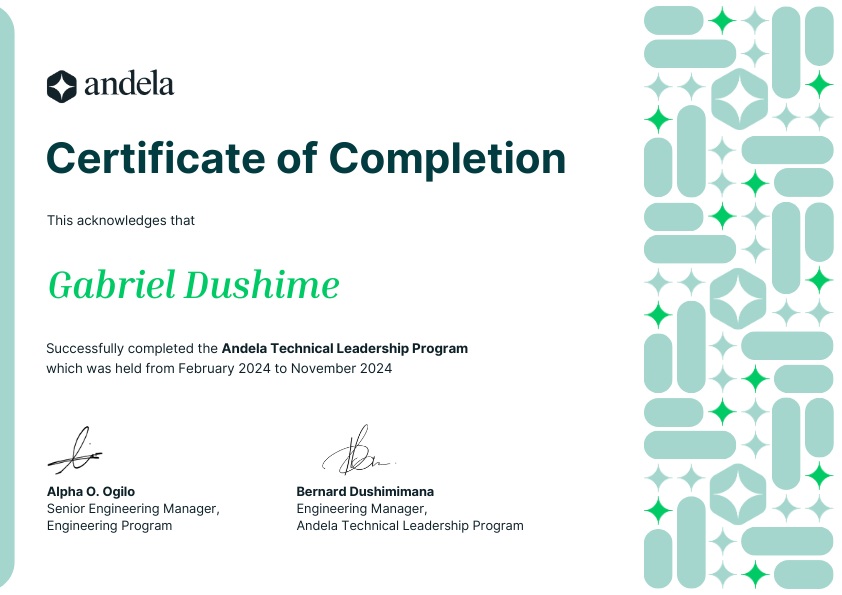 andela
Certificate of Completion
This acknowledges that
Gabriel Dushime
Successfully completed the Andela Technical Leadership Program
which was held from February 2024 to November 2024
Alpha O. Ogilo
Senior Engineering Manager,
Engineering Program
Bernard Dushimimana
Engineering Manager,
Andela Technical Leadership Program